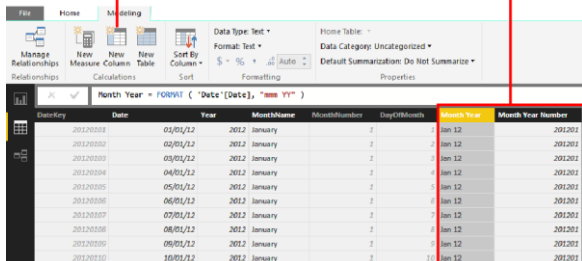 File Home Modeling
Data Type: Text Home Table:
Format: Text Data Category: Uncategorized
$ % , .00 Auto Default Summarization: Do Not Summarize
Manage Relationships New Measure New Column New Table Sort By Column
Relationships Calculations Sort Formatting Properties
Month Year = FORMAT ( 'Date'[Date], "mmm YY" )
DateKey Date Year MonthName MonthNumber DayOfMonth Month Year Month Year Number
20120101 01/01/12 2012 January 1 1 Jan 12 201201
20120102 02/01/12 2012 January 1 2 Jan 12 201201
20120103 03/01/12 2012 January 1 3 Jan 12 201201
20120104 04/01/12 2012 January 1 4 Jan 12 201201
20120105 05/01/12 2012 January 1 5 Jan 12 201201
20120106 06/01/12 2012 January 1 6 Jan 12 201201
20120107 07/01/12 2012 January 1 7 Jan 12 201201
20120108 08/01/12 2012 January 1 8 Jan 12 201201
20120109 09/01/12 2012 January 1 9 Jan 12 201201
20120110 10/01/12 2012 January 1 10 Jan 12 201201